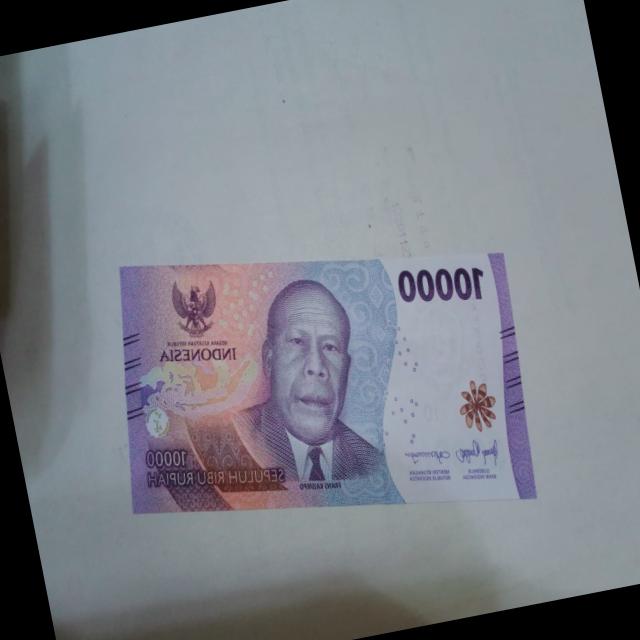 10000
NEGARA KESATUAN REPUBLIK
INDONESIA
10000
SEPULUH RIBU RUPIAH
FRANS KAISIEPO
GUBERNUR
BANK INDONESIA
MENTERI KEUANGAN
REPUBLIK INDONESIA